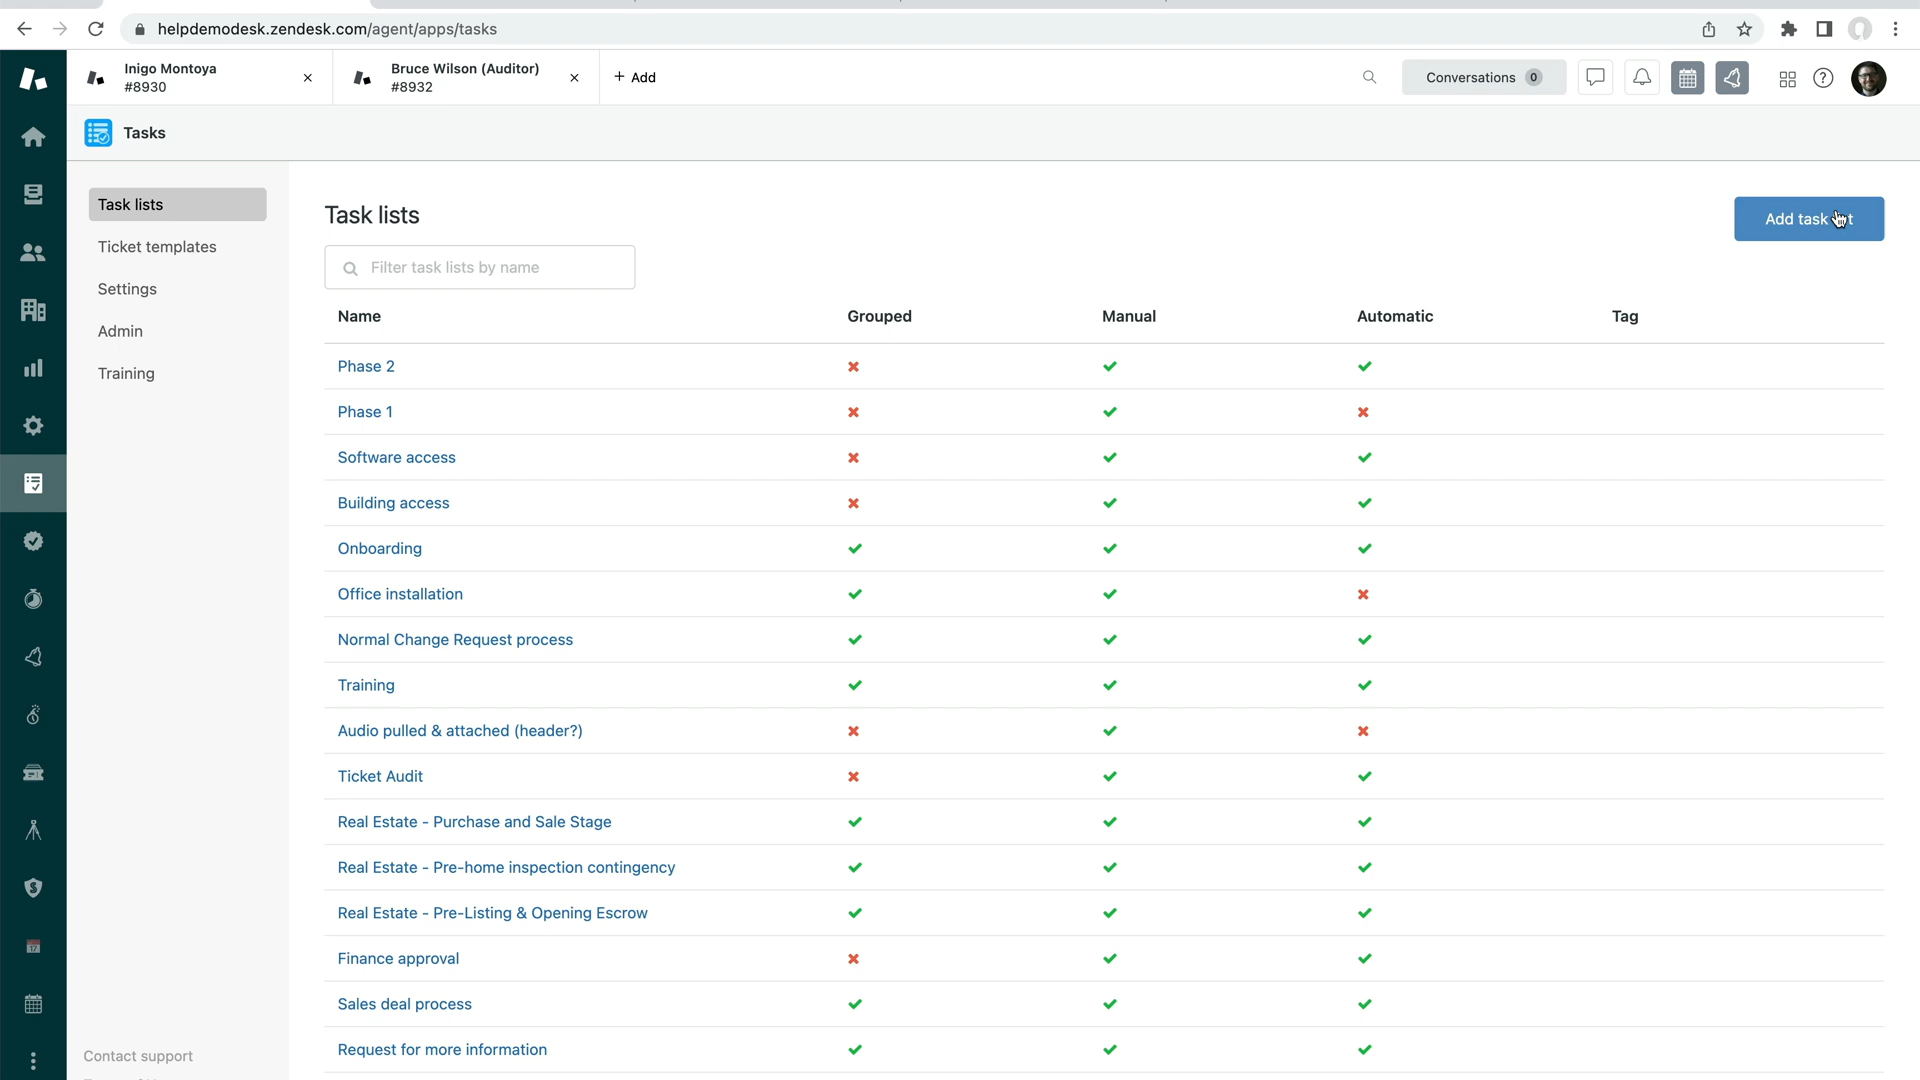 helpdemodesk.zendesk.com/agent/apps/tasks
Inigo Montoya
#8930
Bruce Wilson (Auditor)
#8932
+ Add
Conversations 0
Tasks
Task lists
Ticket templates
Settings
Admin
Training
Contact support
Task lists
Add task
Filter task lists by name
Name Grouped Manual Automatic Tag
Phase 2
Phase 1
Software access
Building access
Onboarding
Office installation
Normal Change Request process
Training
Audio pulled & attached (header?)
Ticket Audit
Real Estate - Purchase and Sale Stage
Real Estate - Pre-home inspection contingency
Real Estate - Pre-Listing & Opening Escrow
Finance approval
Sales deal process
Request for more information
17